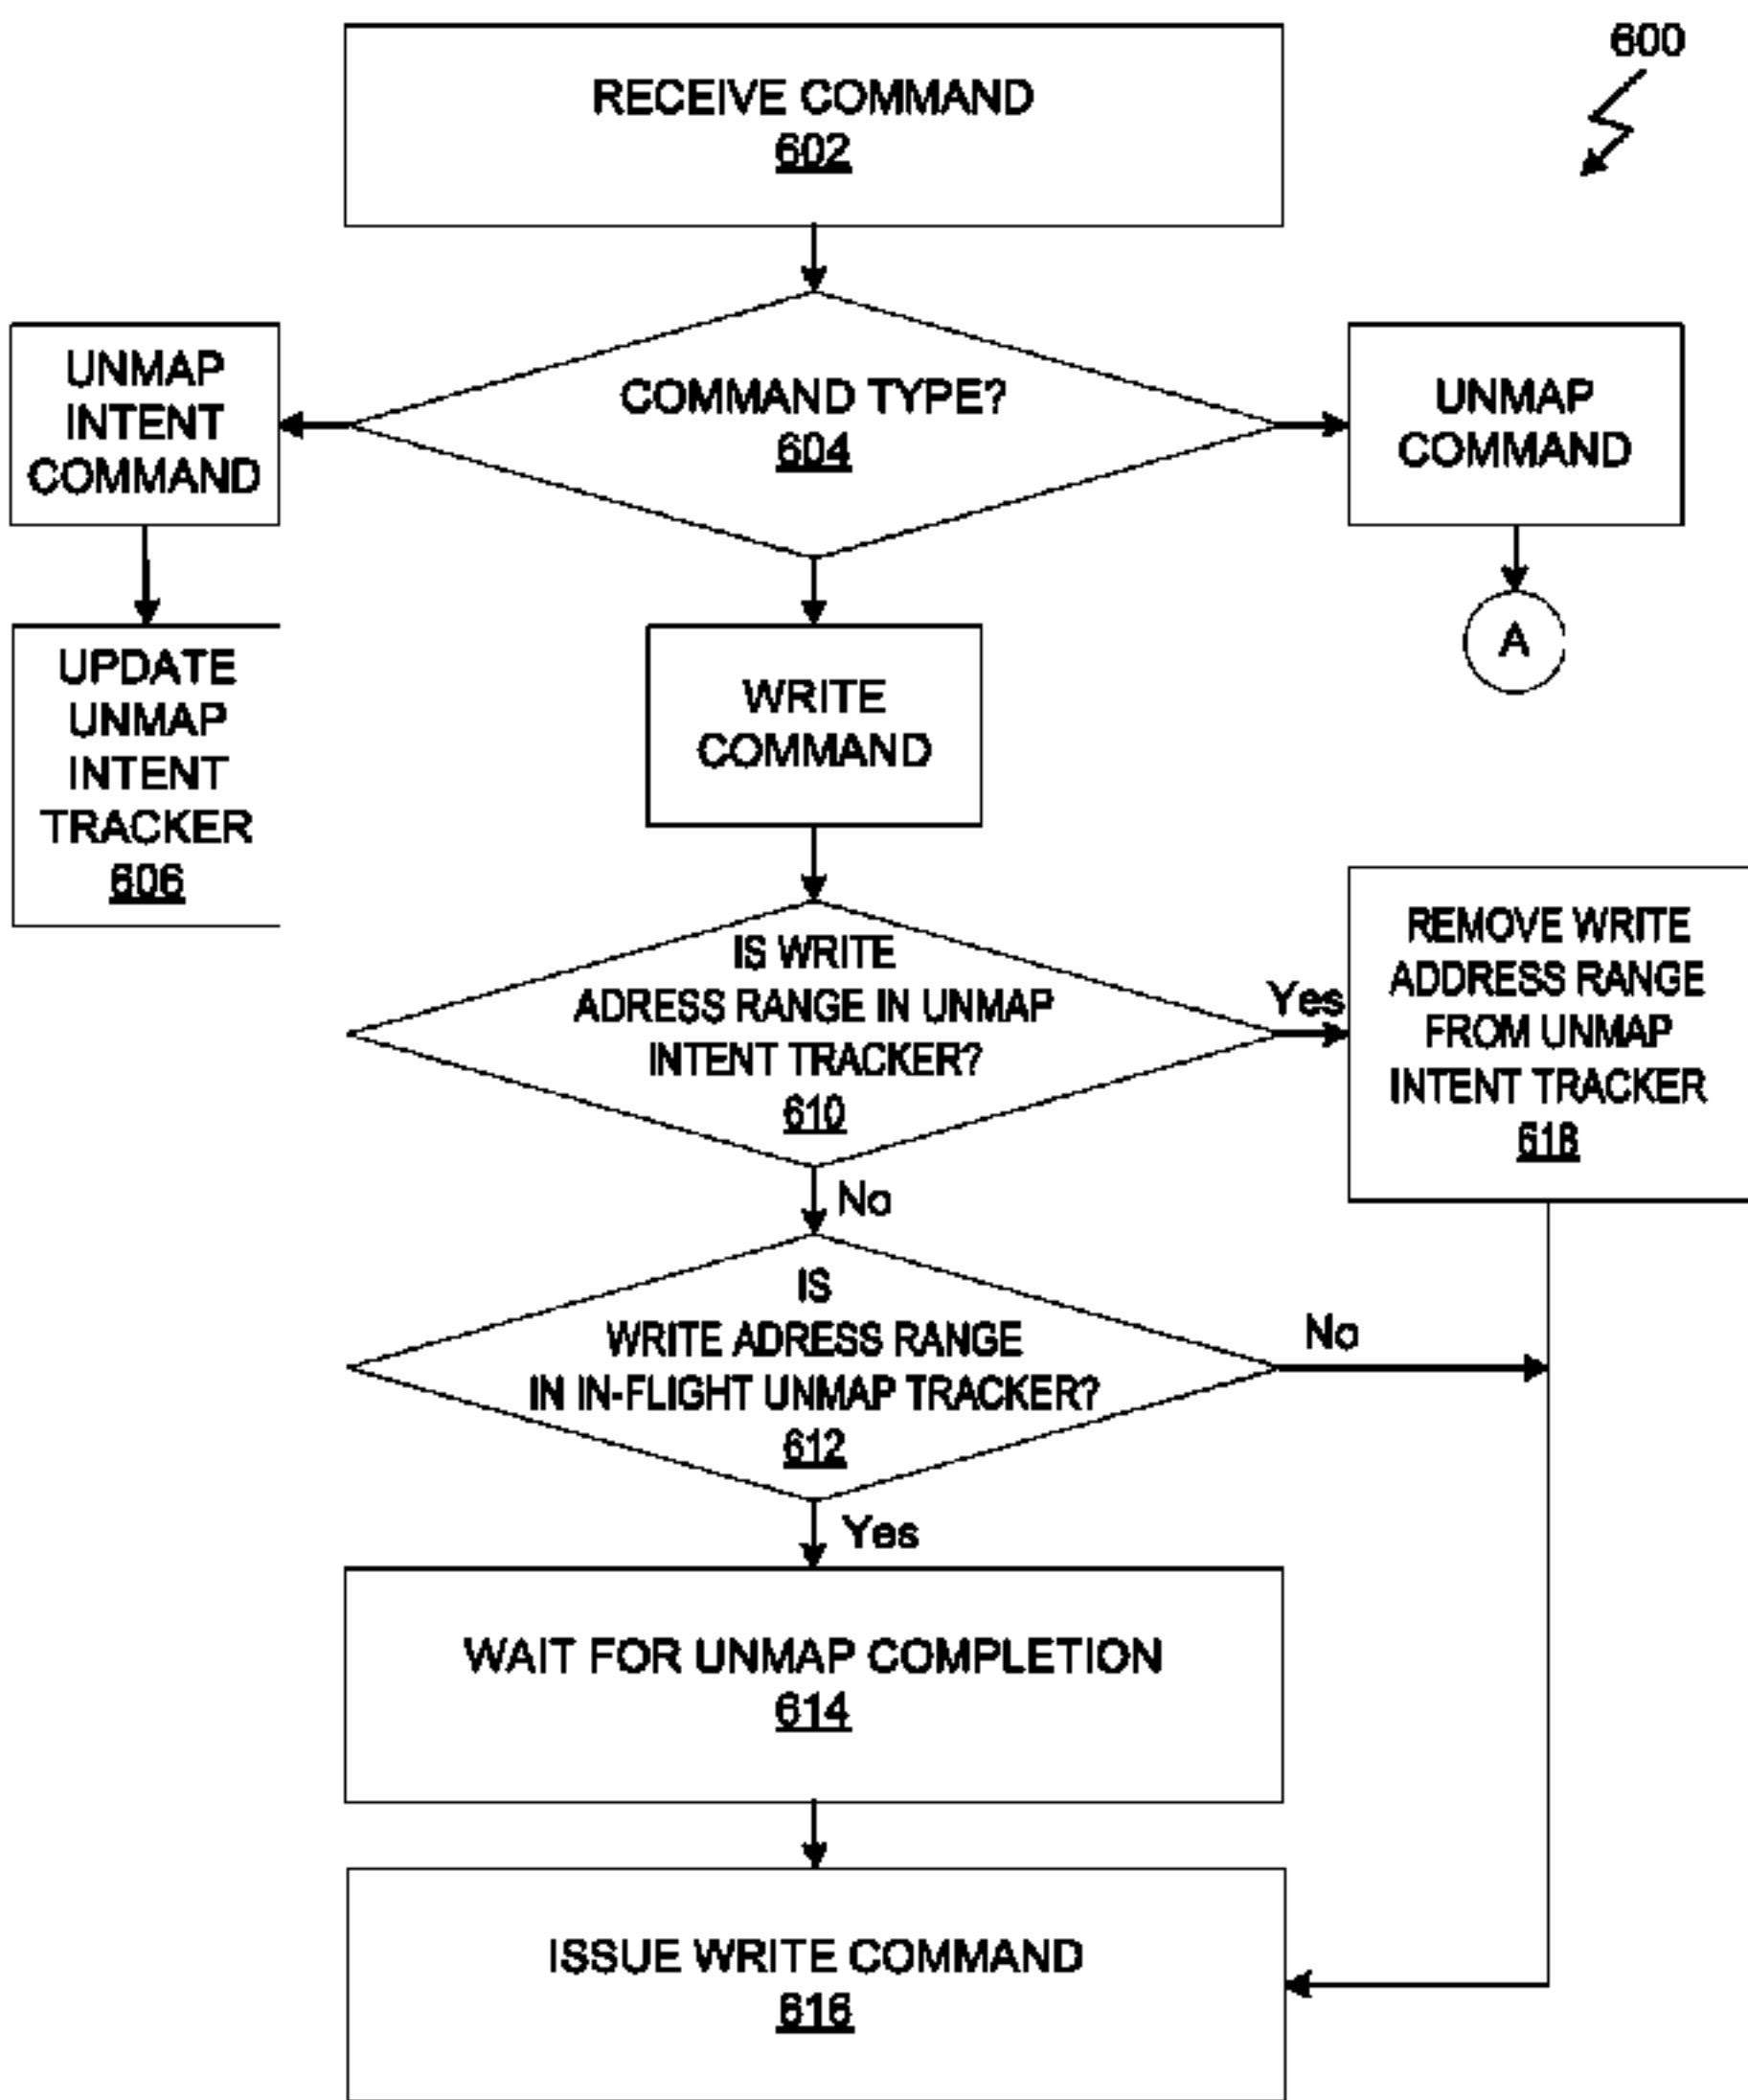 600
RECEIVE COMMAND
602
UNMAP
INTENT
COMMAND
COMMAND TYPE?
604
UNMAP
COMMAND
A
UPDATE
UNMAP
INTENT
TRACKER
606
WRITE
COMMAND
IS WRITE
ADRESS RANGE IN UNMAP
INTENT TRACKER?
610
Yes
REMOVE WRITE
ADDRESS RANGE
FROM UNMAP
INTENT TRACKER
618
No
IS
WRITE ADRESS RANGE
IN IN-FLIGHT UNMAP TRACKER?
612
No
Yes
WAIT FOR UNMAP COMPLETION
614
ISSUE WRITE COMMAND
616